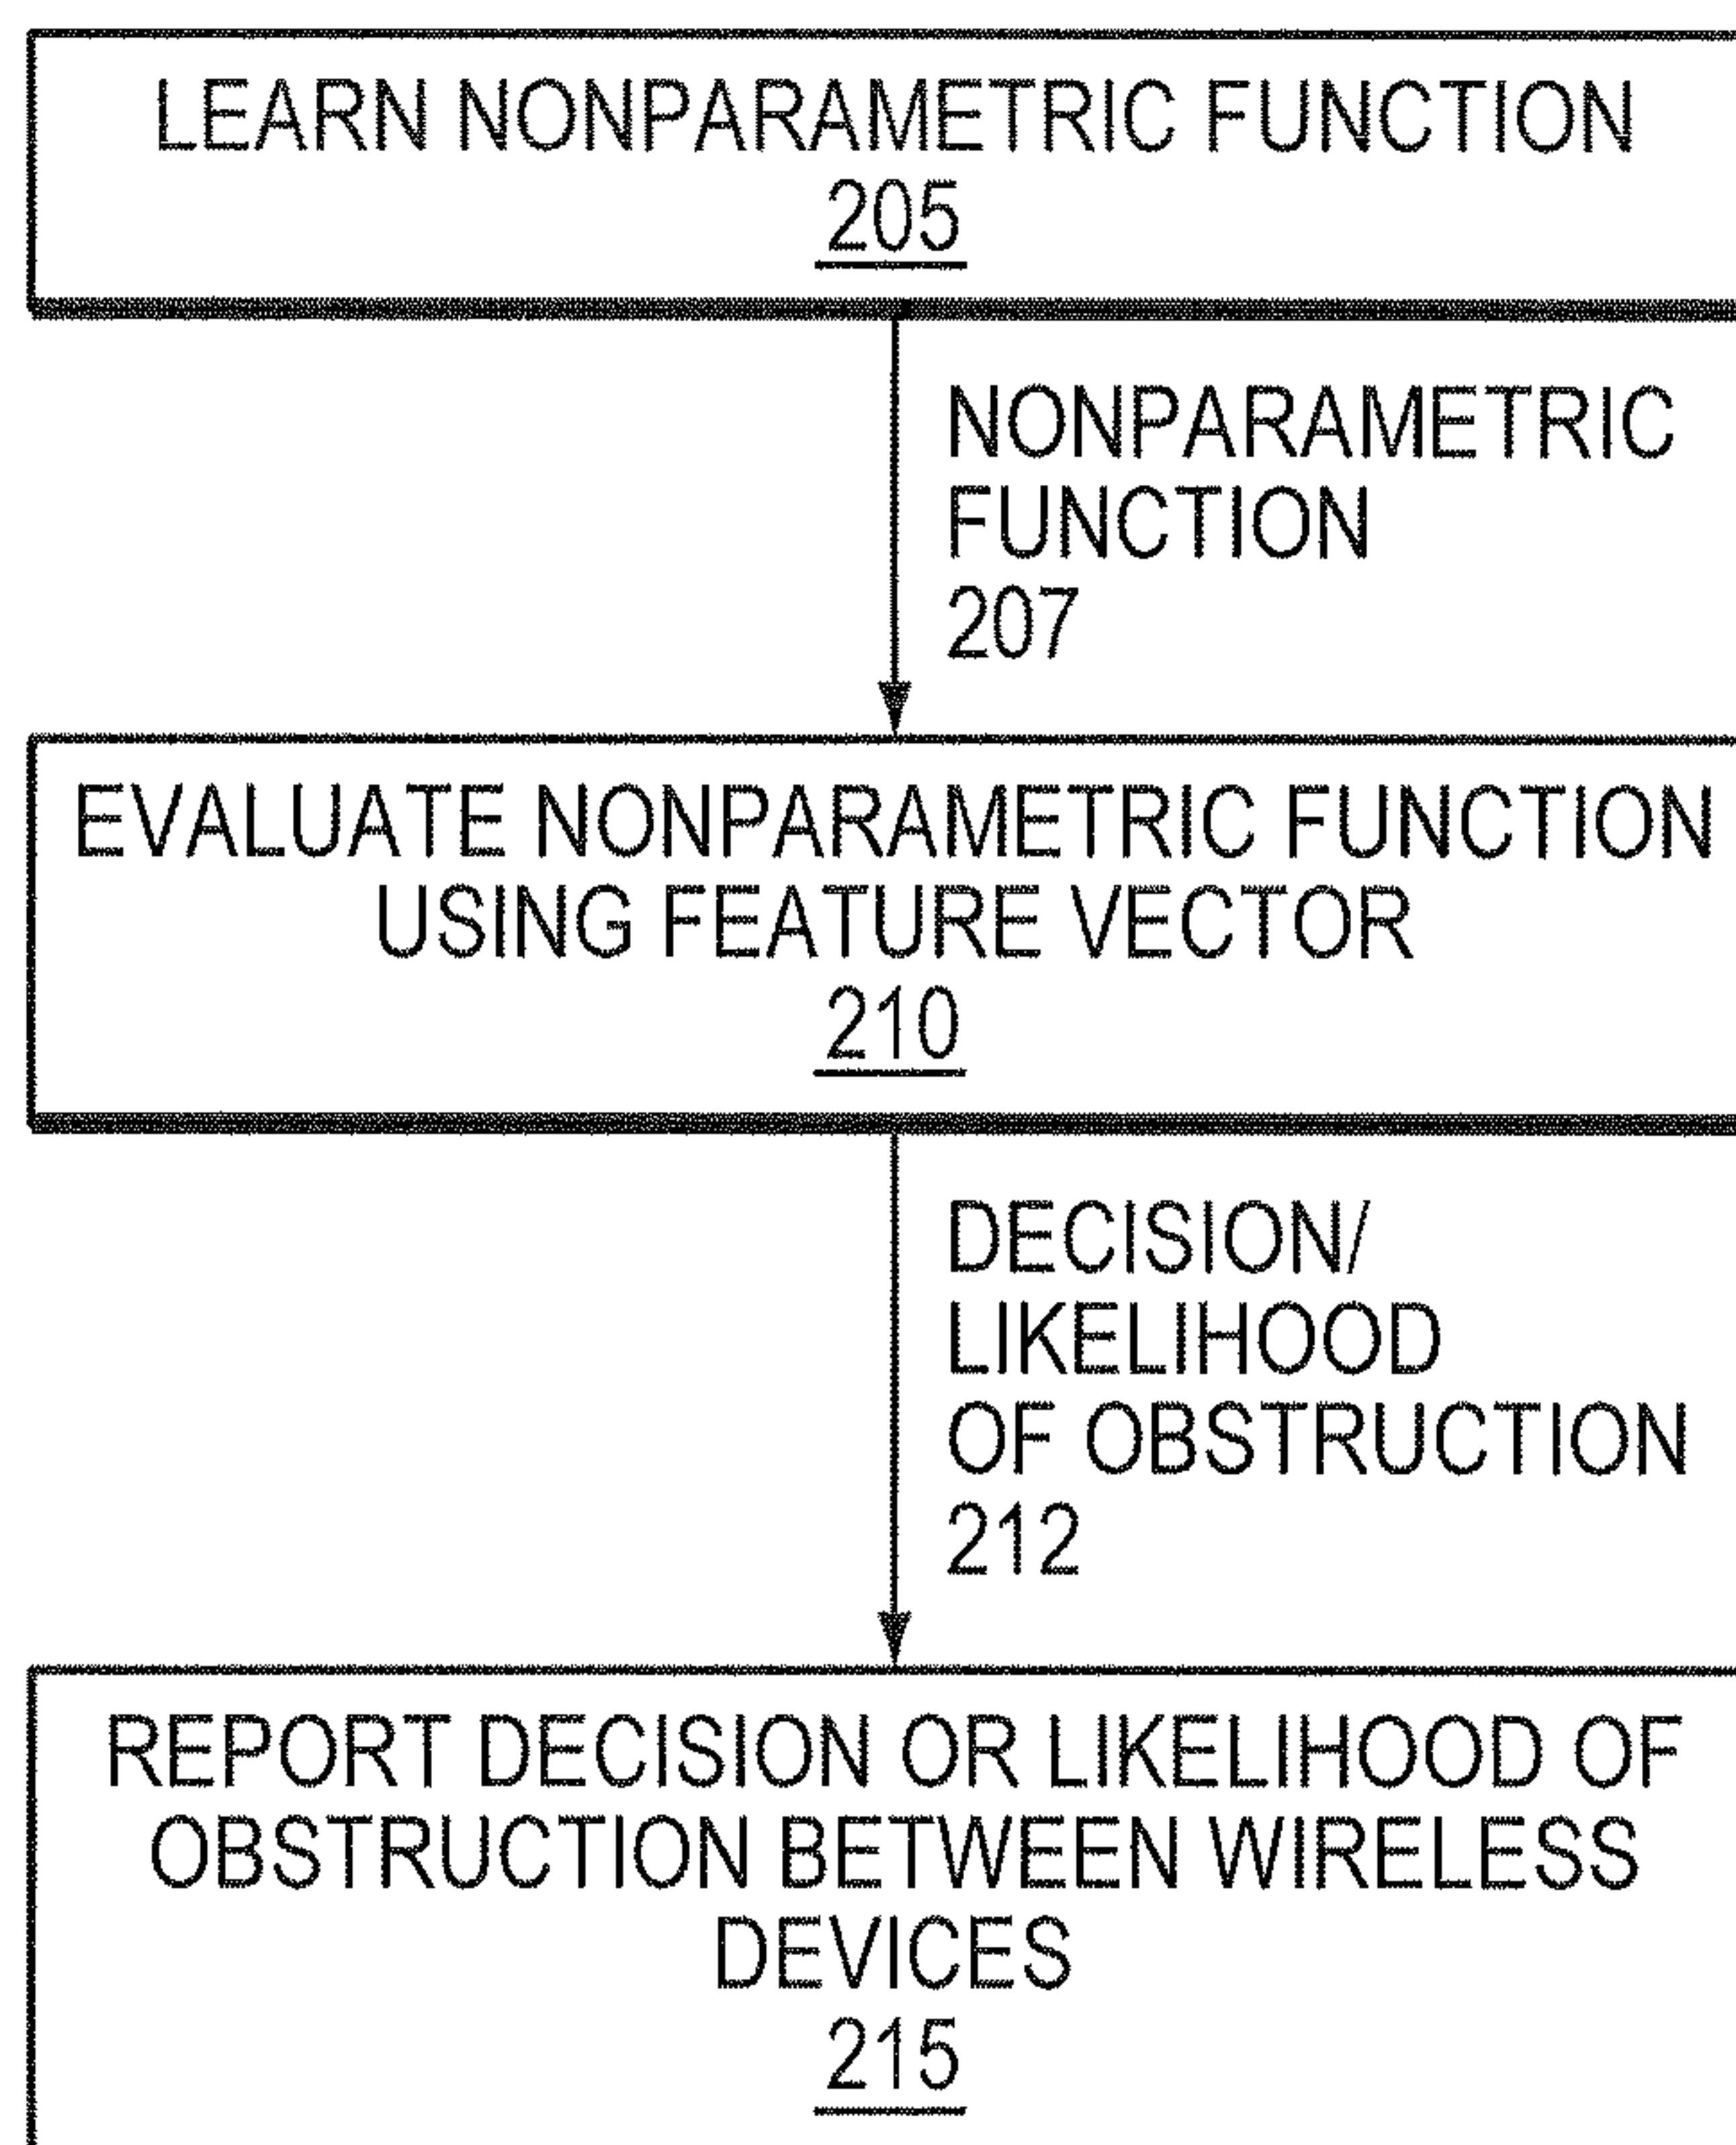 LEARN NONPARAMETRIC FUNCTION
205
NONPARAMETRIC
FUNCTION
207
EVALUATE NONPARAMETRIC FUNCTION
USING FEATURE VECTOR
210
DECISION/
LIKELIHOOD
OF OBSTRUCTION
212
REPORT DECISION OR LIKELIHOOD OF
OBSTRUCTION BETWEEN WIRELESS
DEVICES
215